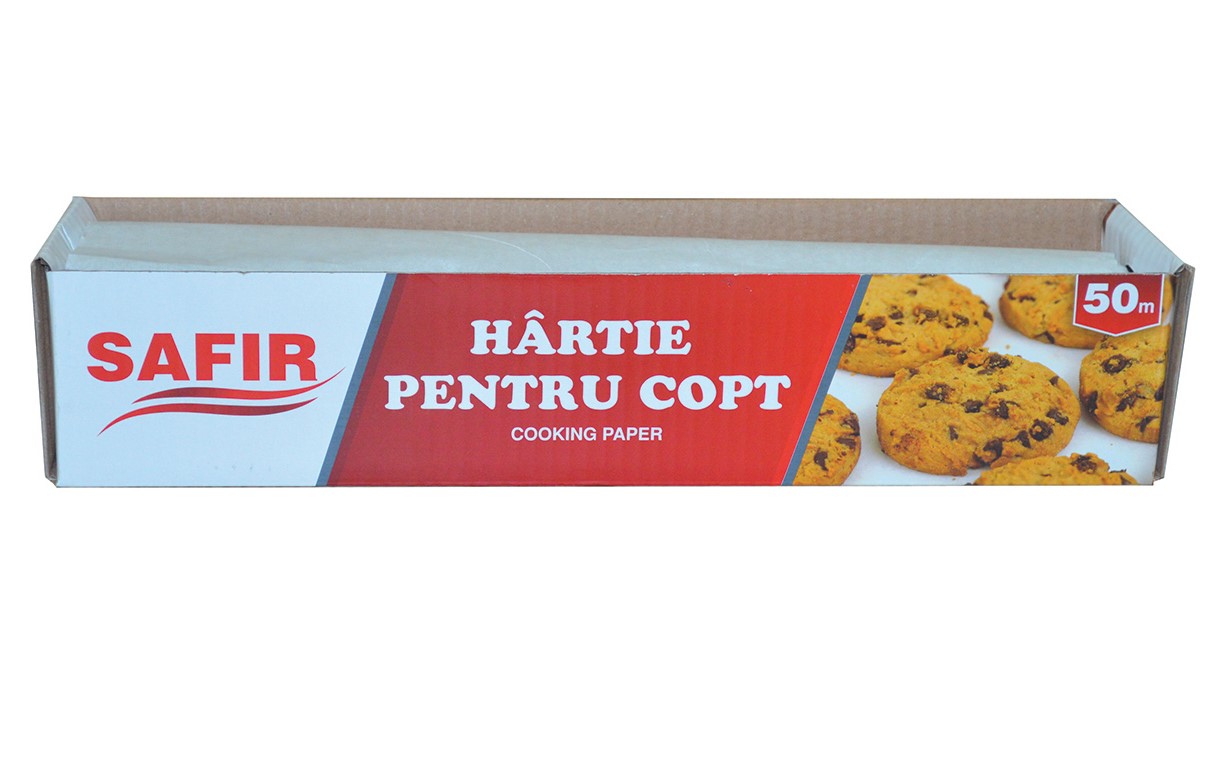 SAFIR
HÂRTIE
PENTRU COPT
COOKING PAPER
50m